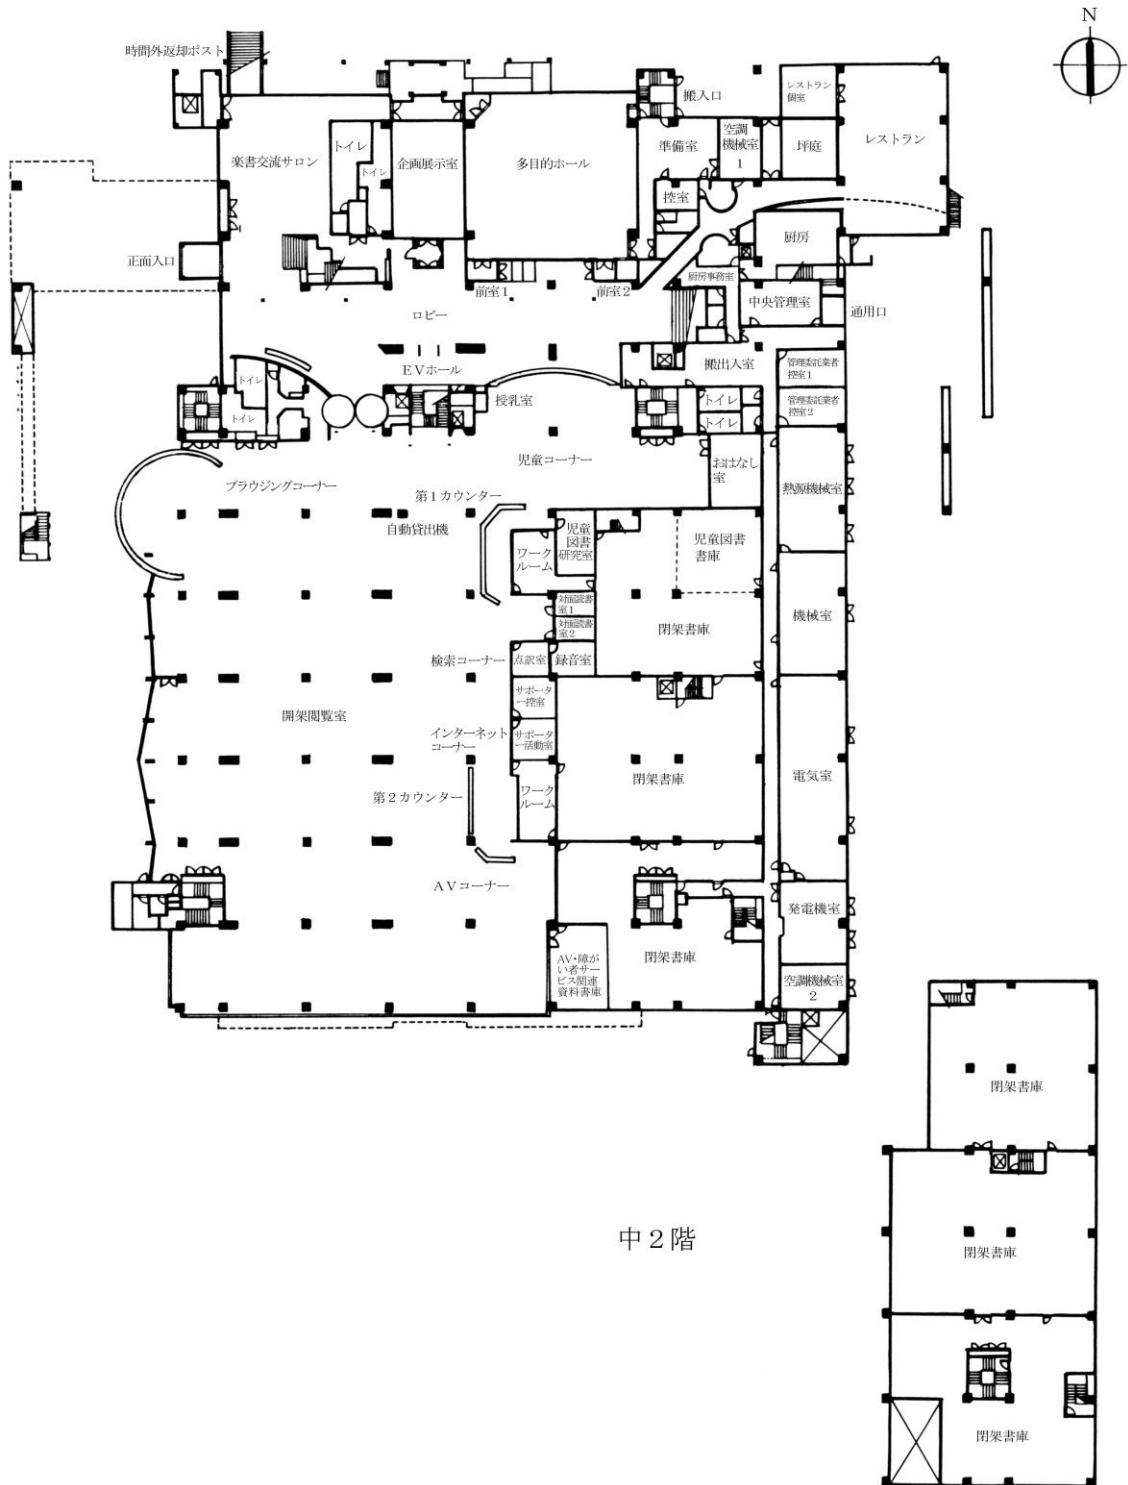 N
時間外返却ポスト
搬入口
レストラン
個室
楽書交流サロン
トイレ
トイレ
企画展示室
多目的ホール
準備室
空調
機械室
1
坪庭
レストラン
控室
正面入口
厨房
厨房事務室
前室1
前室2
中央管理室
通用口
ロビー
EVホール
搬出入室
管理委託業者
控室1
トイレ
トイレ
授乳室
トイレ
トイレ
管理委託業者
控室2
児童コーナー
おはなし
室
ブラウジングコーナー
第1カウンター
自動貸出機
熱源機械室
児童
図書
研究室
児童図書
書庫
ワーク
ルーム
対面読書
室1
対面読書
室2
閉架書庫
機械室
検索コーナー
点訳室
録音室
サポータ
ー控室
開架閲覧室
インターネット
コーナー
サポータ
ー活動室
閉架書庫
電気室
第2カウンター
ワーク
ルーム
AVコーナー
発電機室
AV・障が
い者サー
ビス関連
資料書庫
閉架書庫
空調機械室
2
中2階
閉架書庫
閉架書庫
閉架書庫